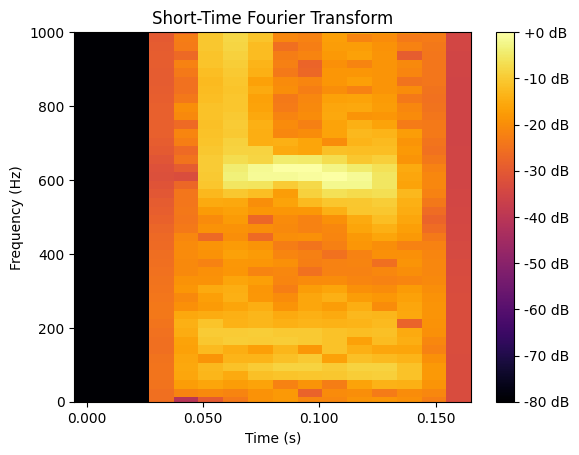 Short-Time Fourier Transform
Frequency (Hz)
1000
800
600
400
200
0
0.000
0.050
0.100
0.150
Time (s)
+0 dB
-10 dB
-20 dB
-30 dB
-40 dB
-50 dB
-60 dB
-70 dB
-80 dB